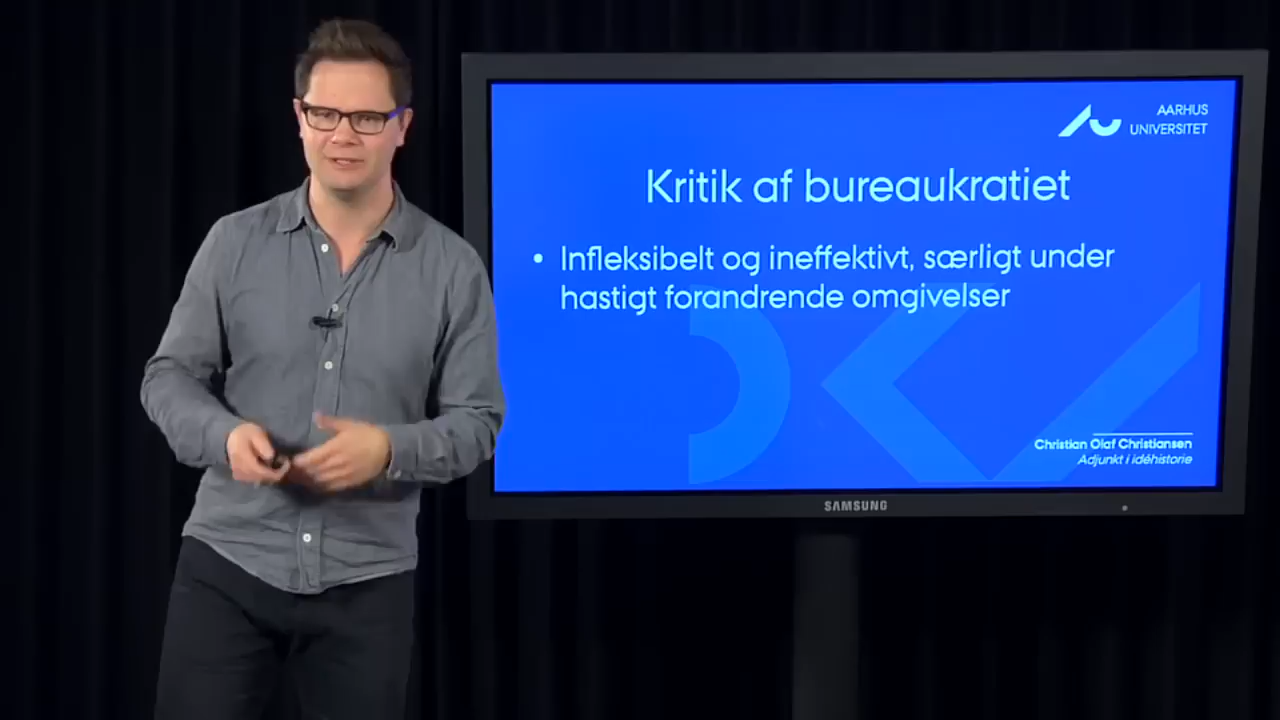 AARHUS
UNIVERSITET
Kritik af bureaukratiet
• Infleksibelt og ineffektivt, særligt under
hastigt forandrende omgivelser
Christian Olaf Christiansen
Adjunkt i idéhistorie
SAMSUNG